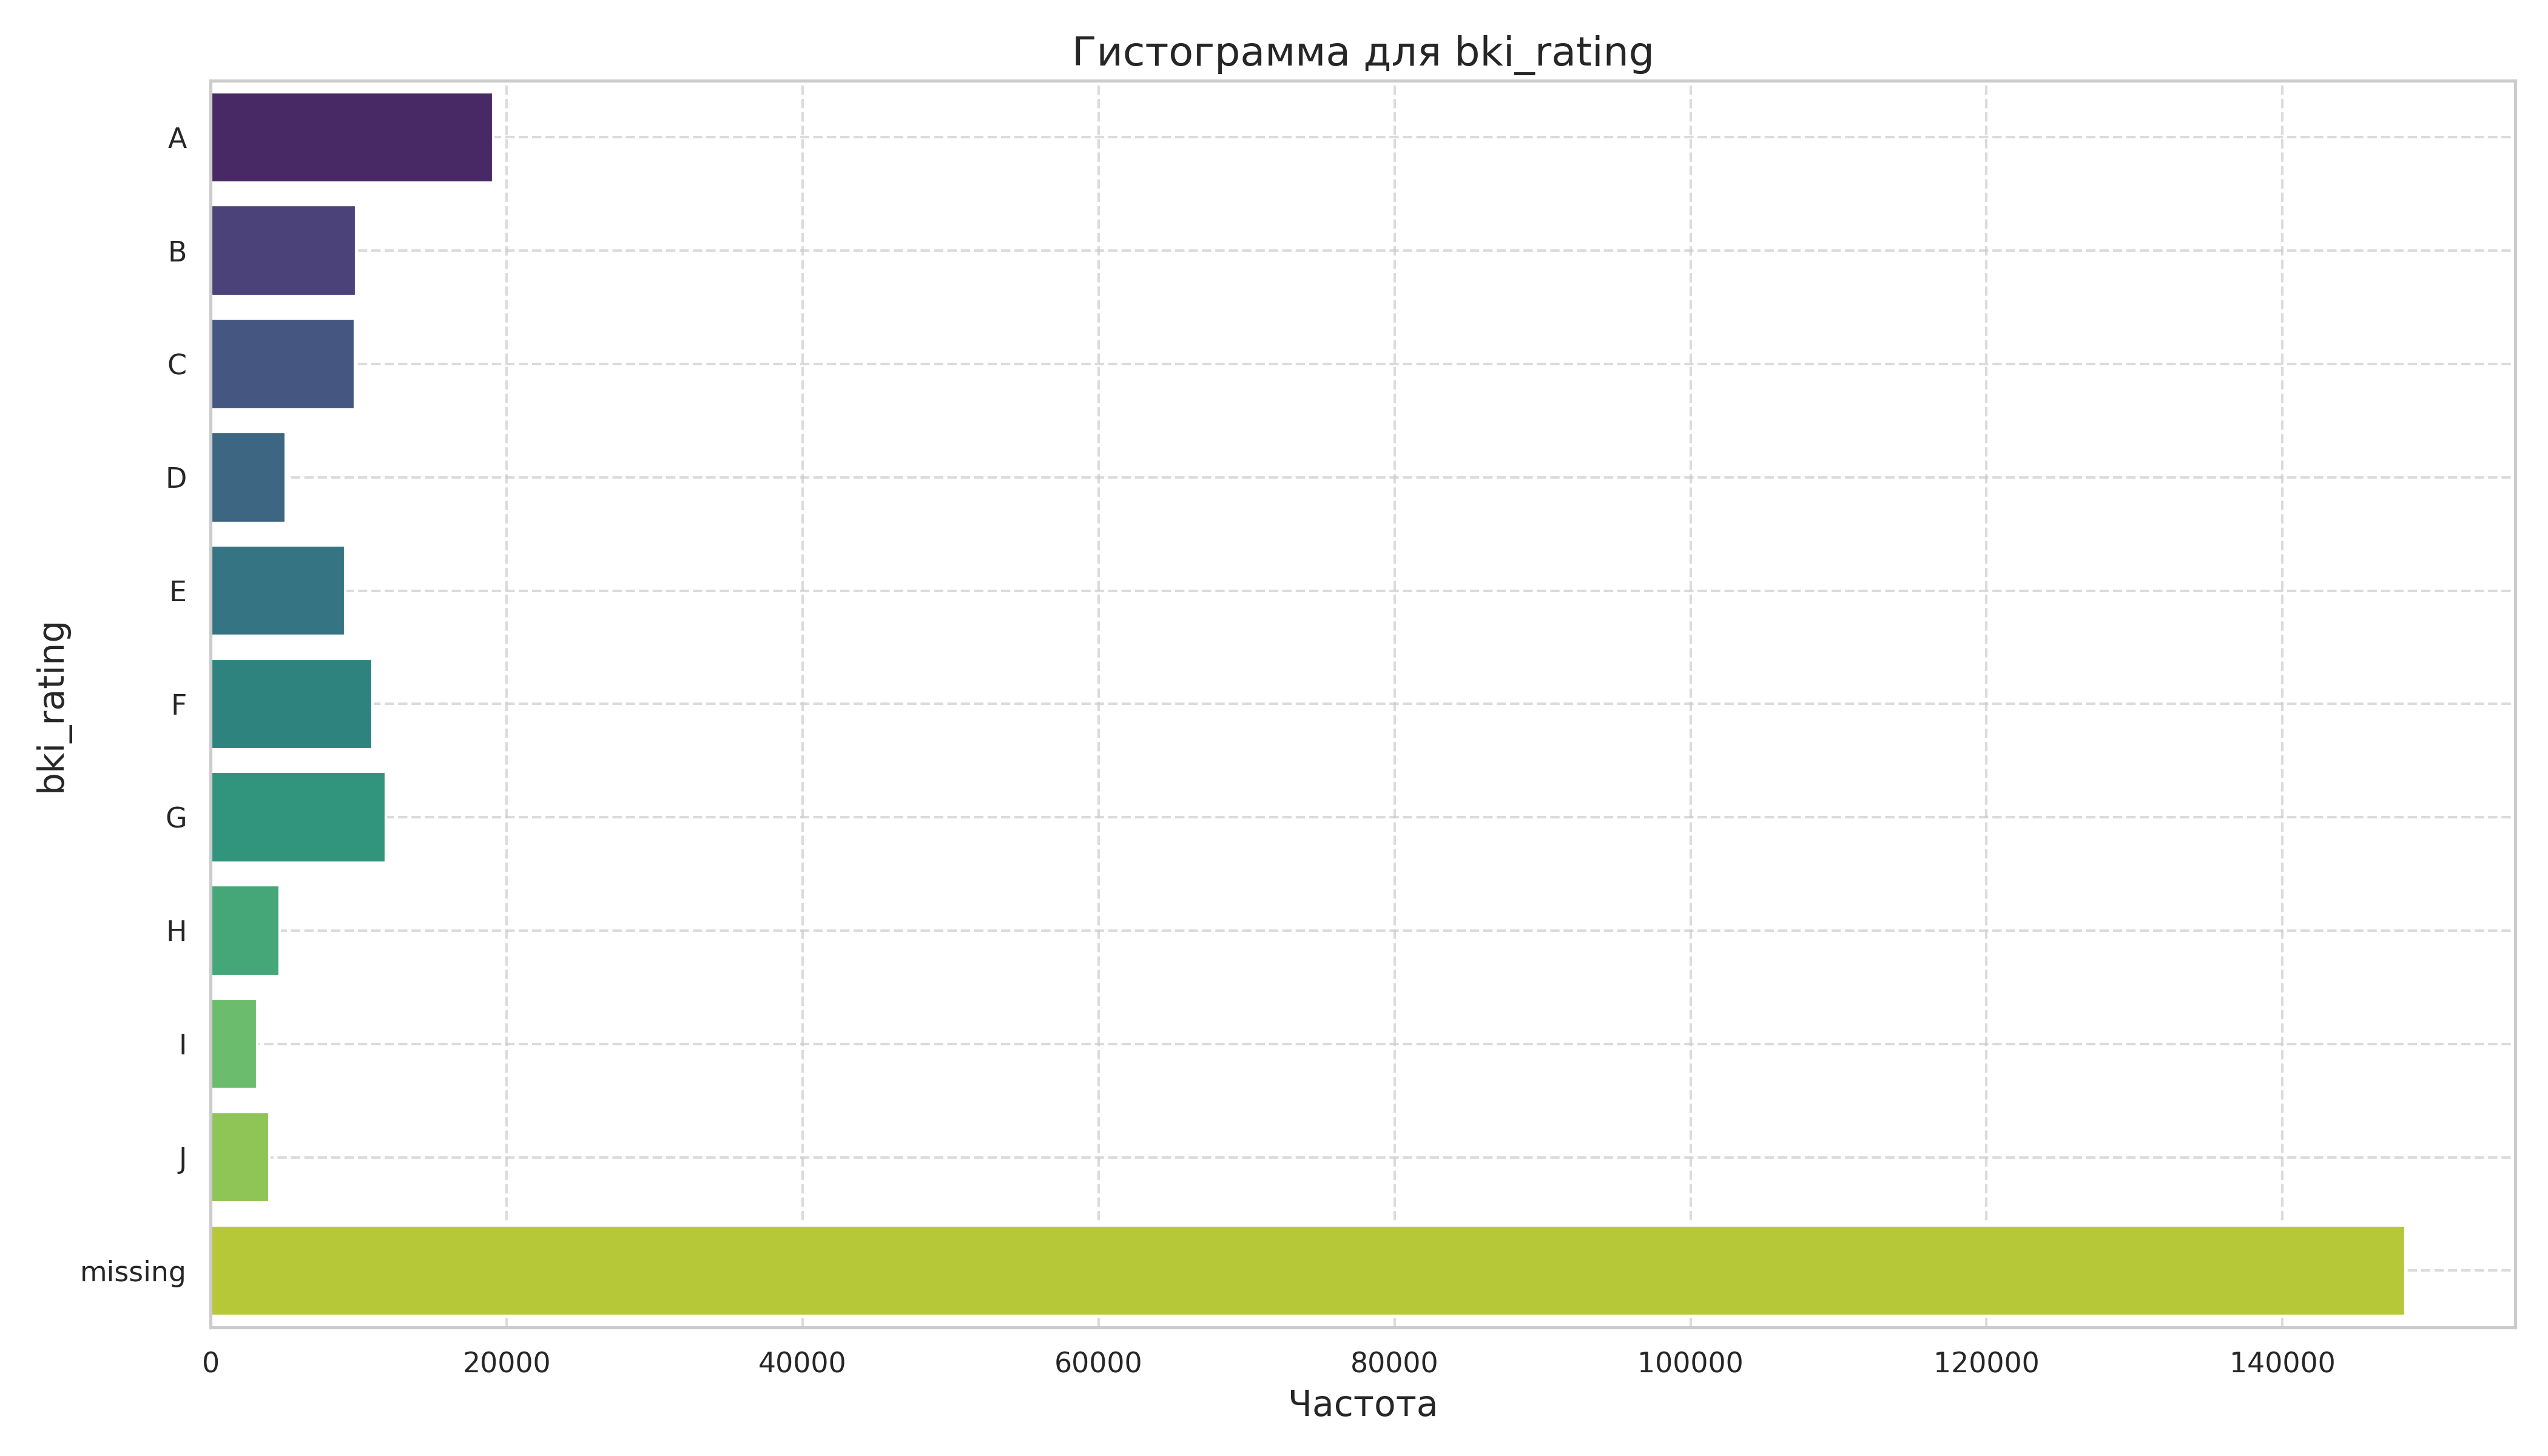 Гистограмма для bki_rating
A
B
C
D
E
F
G
H
I
J
missing
bki_rating
0 20000 40000 60000 80000 100000 120000 140000
Частота